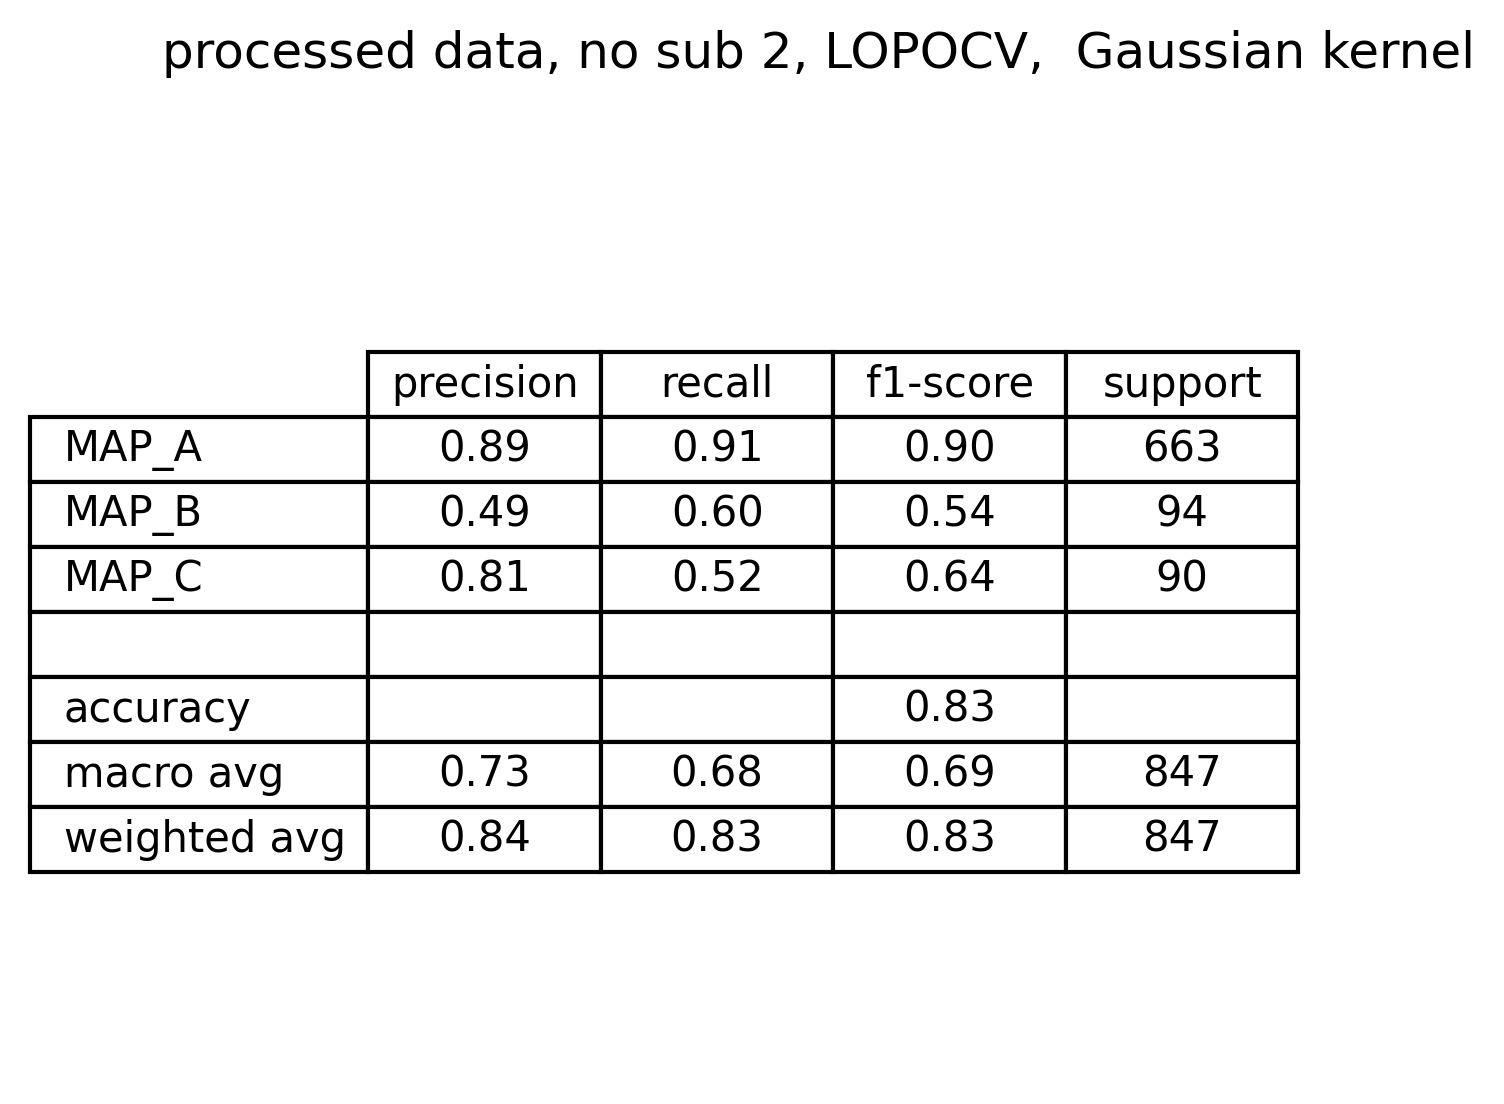 processed data, no sub 2, LOPOCV,  Gaussian kernel
precision recall f1-score support
MAP_A 0.89 0.91 0.90 663
MAP_B 0.49 0.60 0.54 94
MAP_C 0.81 0.52 0.64 90
accuracy 0.83
macro avg 0.73 0.68 0.69 847
weighted avg 0.84 0.83 0.83 847